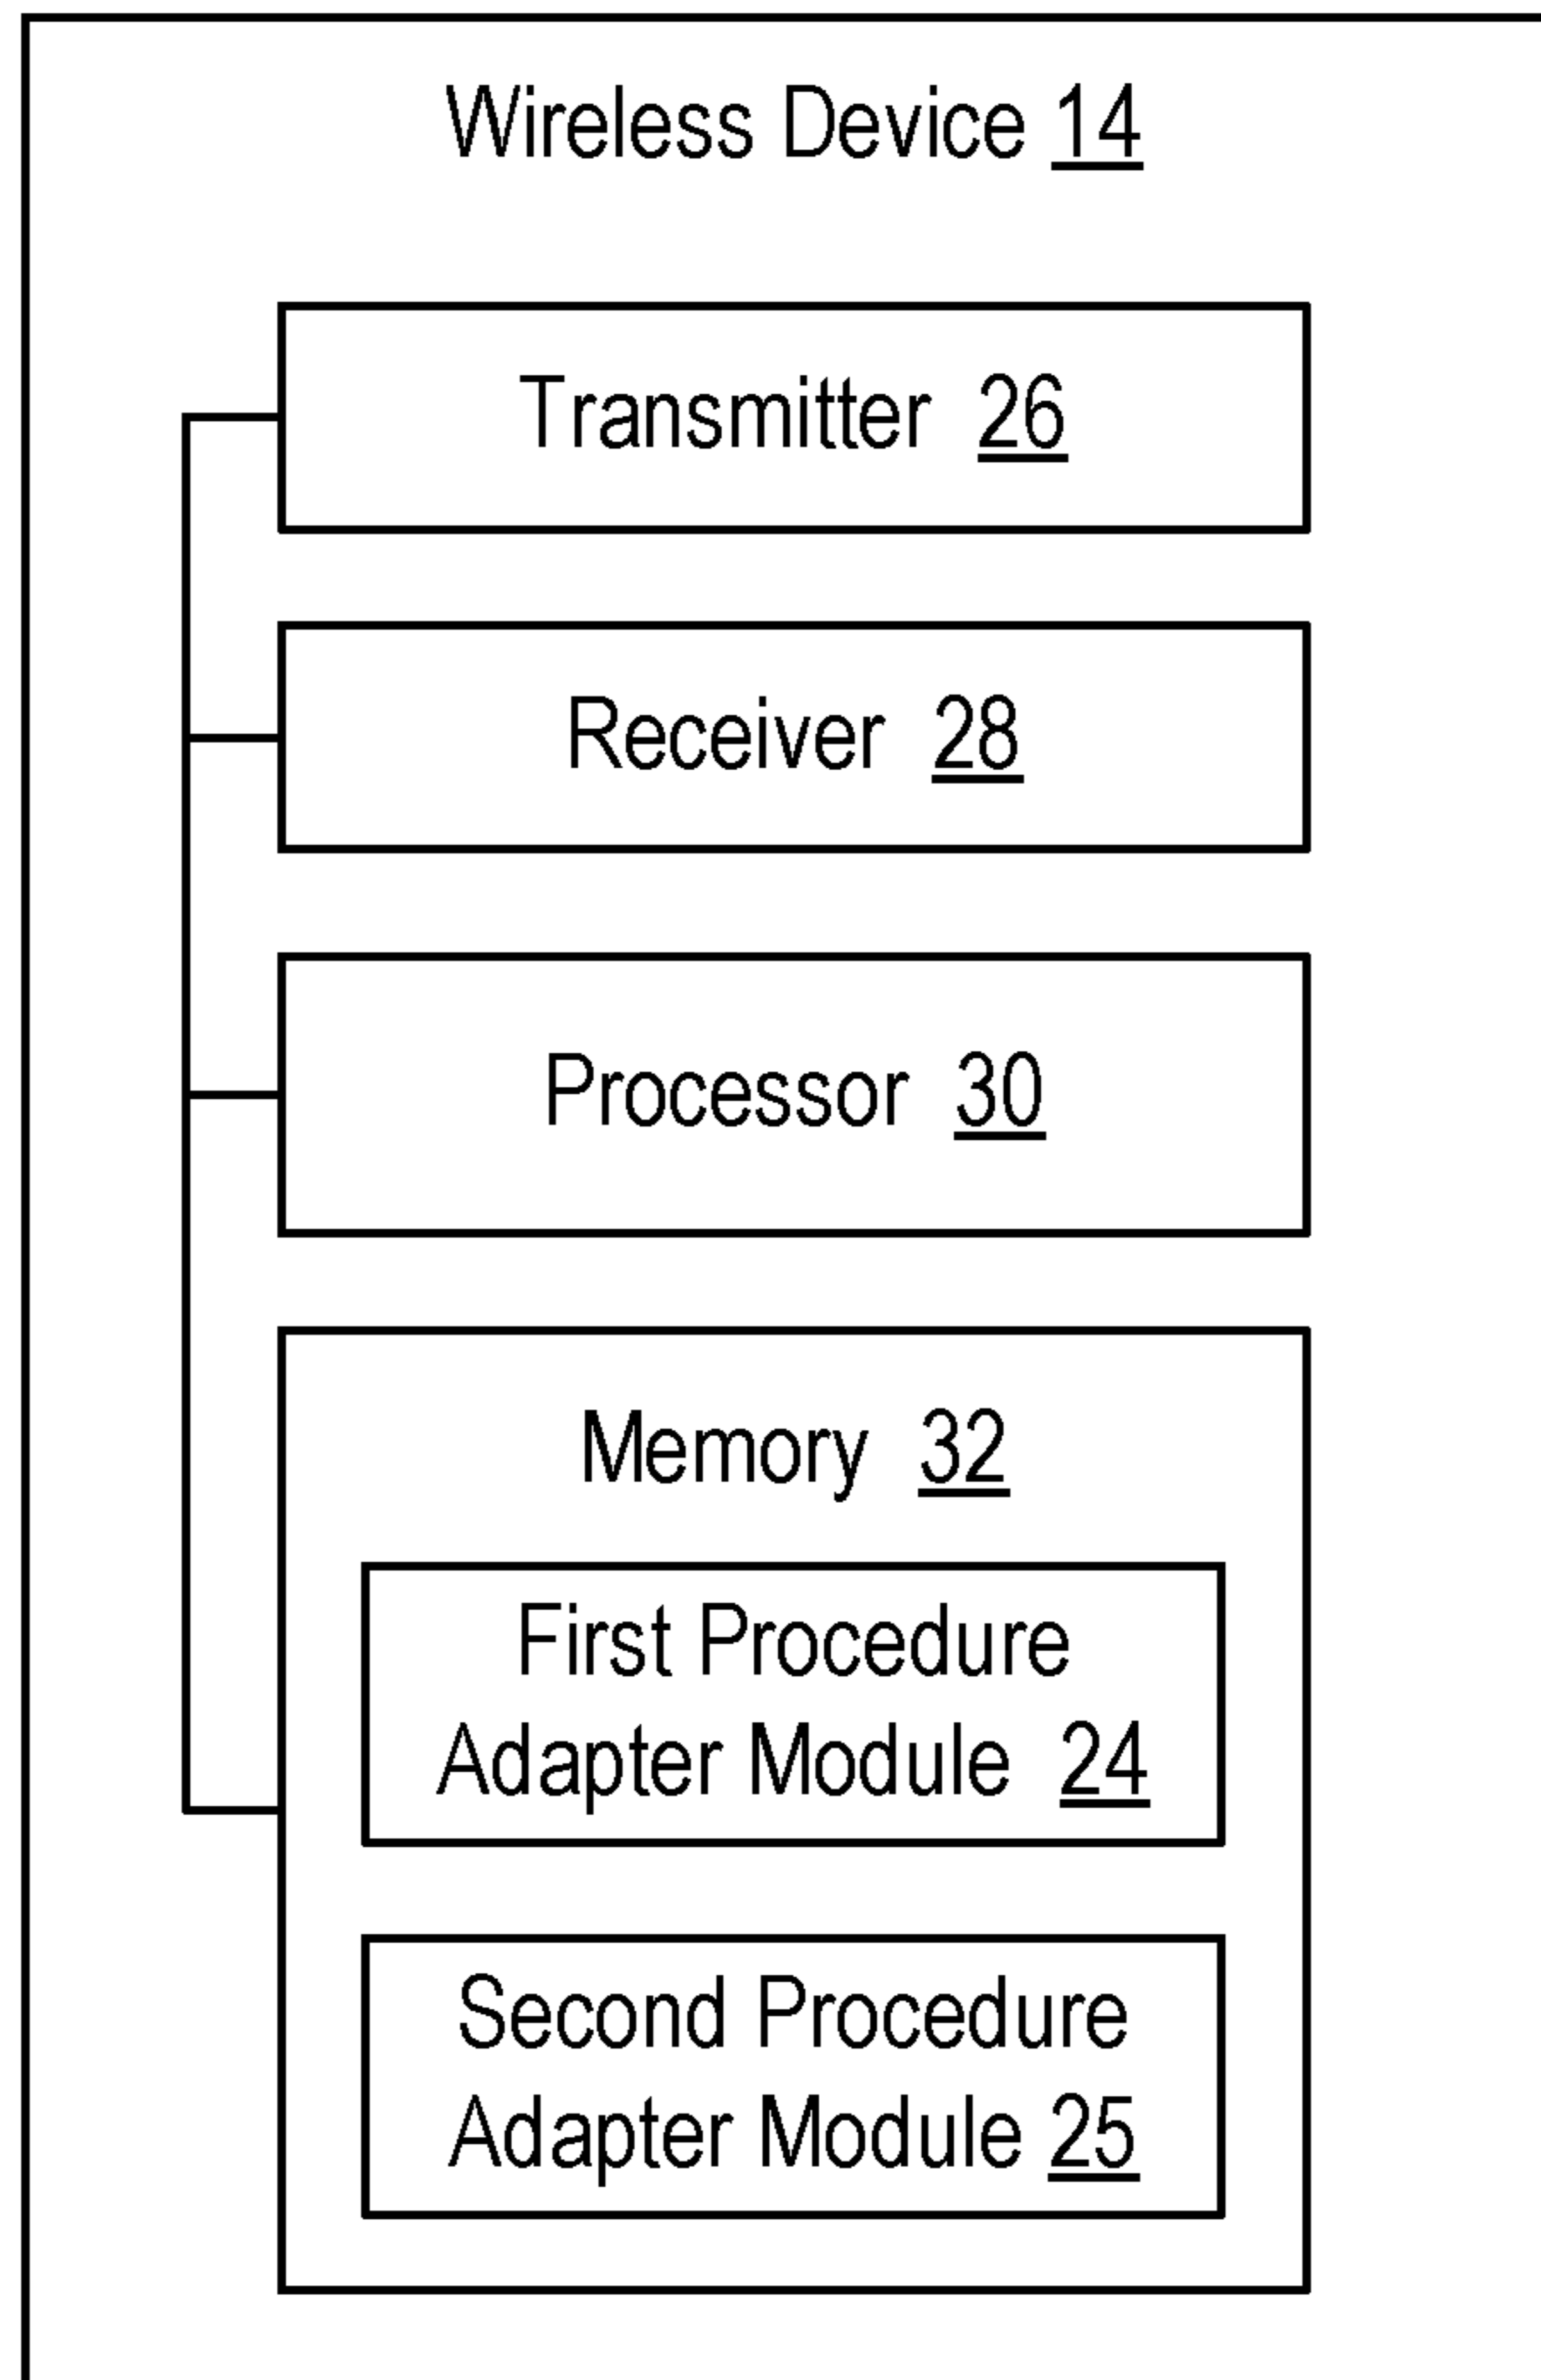 Wireless Device 14
Transmitter 26
Receiver 28
Processor 30
Memory 32
First Procedure
Adapter Module 24
Second Procedure
Adapter Module 25